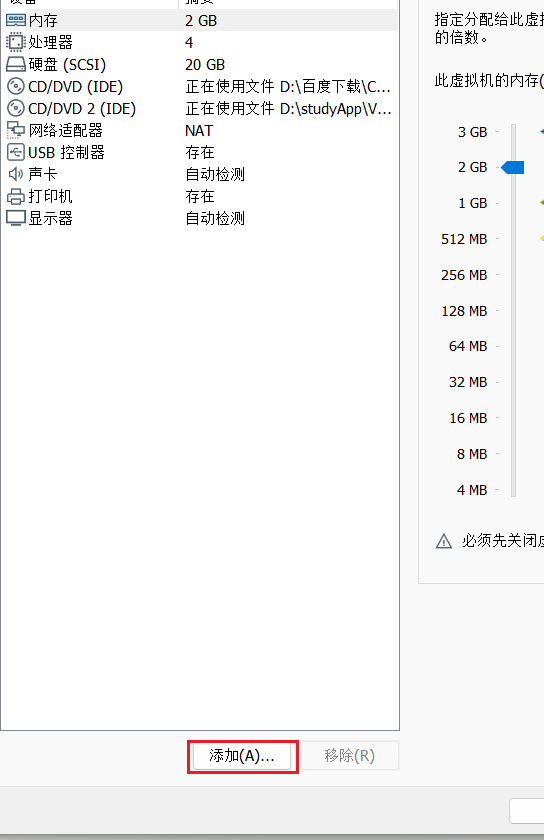 设备 摘要
内存 2 GB
处理器 4
硬盘 (SCSI) 20 GB
CD/DVD (IDE) 正在使用文件 D:\百度下载\C...
CD/DVD 2 (IDE) 正在使用文件 D:\studyApp\V...
网络适配器 NAT
USB 控制器 存在
声卡 自动检测
打印机 存在
显示器 自动检测
添加(A)... 移除(R)
指定分配给此虚拟
的倍数。
此虚拟机的内存(
3 GB
2 GB
1 GB
512 MB
256 MB
128 MB
64 MB
32 MB
16 MB
8 MB
4 MB
必须先关闭虚